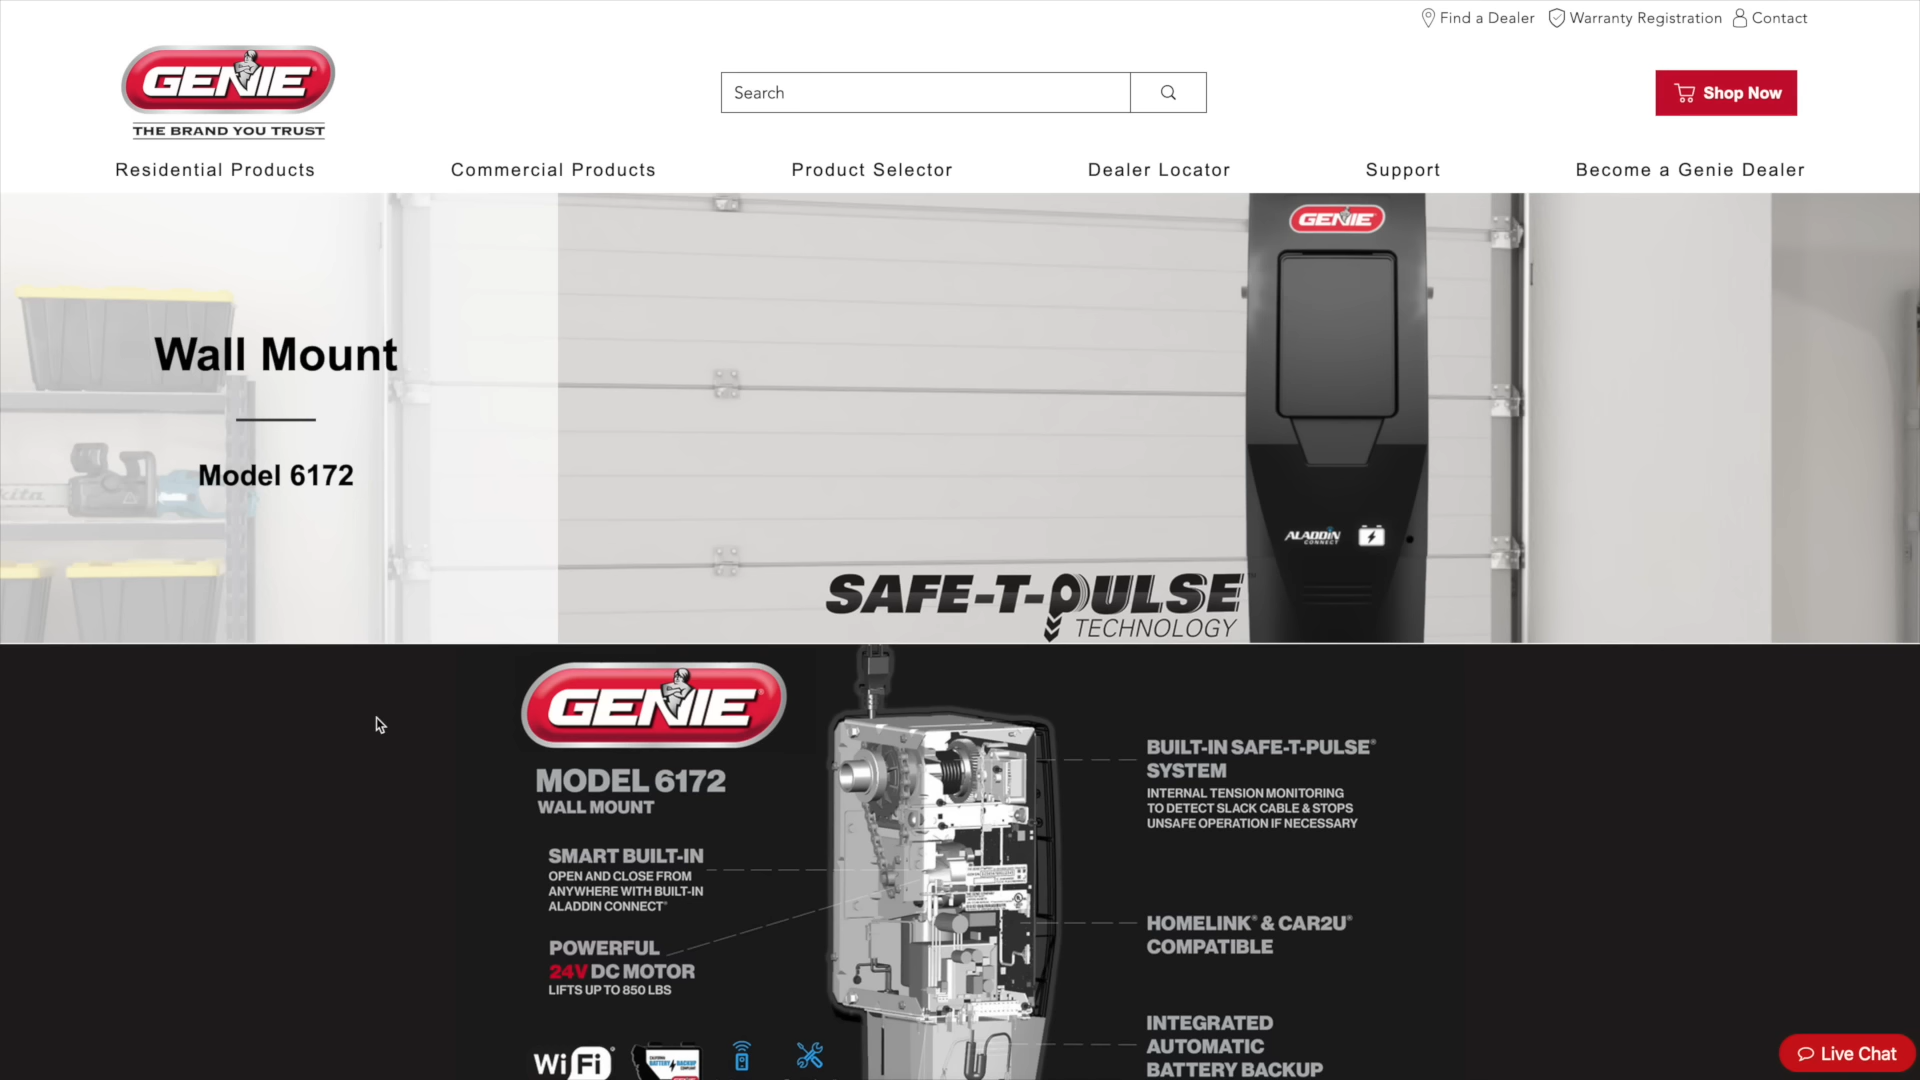 Find a Dealer
Warranty Registration
Contact
GENIE
THE BRAND YOU TRUST
Search
Shop Now
Residential Products
Commercial Products
Product Selector
Dealer Locator
Support
Become a Genie Dealer
GENIE
Wall Mount
Model 6172
ALADDIN
CONNECT
SAFE-T-PULSE
TECHNOLOGY
GENIE®
MODEL 6172
WALL MOUNT
SMART BUILT-IN
OPEN AND CLOSE FROM
ANYWHERE WITH BUILT-IN
ALADDIN CONNECT®
POWERFUL
24V DC MOTOR
LIFTS UP TO 850 LBS
BUILT-IN SAFE-T-PULSE®
SYSTEM
INTERNAL TENSION MONITORING
TO DETECT SLACK CABLE & STOPS
UNSAFE OPERATION IF NECESSARY
HOMELINK® & CAR2U®
COMPATIBLE
INTEGRATED
AUTOMATIC
BATTERY BACKUP
WiFi®
BATTERY BACKUP
Live Chat